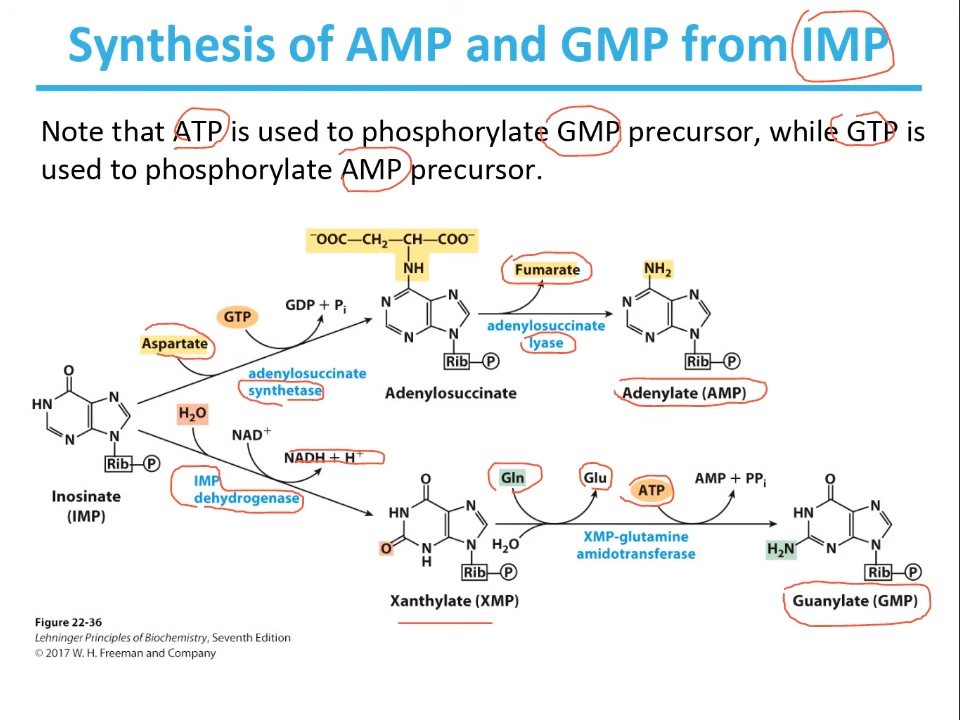 Synthesis of AMP and GMP from IMP
Note that ATP is used to phosphorylate GMP precursor, while GTP is
used to phosphorylate AMP precursor.
⁻OOC—CH₂—CH—COO⁻
NH
Fumarate
NH₂
GTP
GDP + Pᵢ
N
N
N
N
N
N
N
N
Aspartate
adenylosuccinate
lyase
adenylosuccinate
synthetase
Rib P
Rib P
Adenylosuccinate
Adenylate (AMP)
O
HN
N
N
N
H₂O
NAD⁺
NADH + H⁺
Rib P
IMP
dehydrogenase
Inosinate
(IMP)
O
Gln
Glu
ATP
AMP + PPᵢ
O
HN
N
O
N
H
N
H₂O
XMP-glutamine
amidotransferase
HN
N
H₂N
N
N
Rib P
Rib P
Xanthylate (XMP)
Guanylate (GMP)
Figure 22-36
Lehninger Principles of Biochemistry, Seventh Edition
© 2017 W. H. Freeman and Company